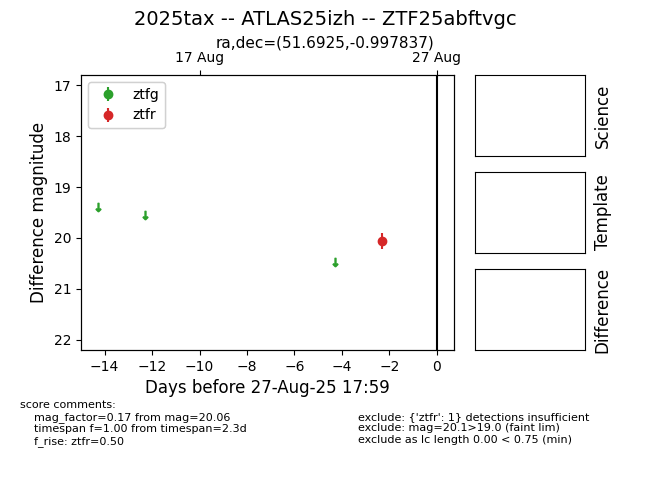 2025tax -- ATLAS25izh -- ZTF25abftvgc
ra,dec=(51.6925,-0.997837)
17 Aug 27 Aug
ztfg
ztfr
17
18
19
20
21
22
Difference magnitude
−14 −12 −10 −8 −6 −4 −2 0
Days before 27-Aug-25 17:59
Science
Template
Difference
score comments:
mag_factor=0.17 from mag=20.06
timespan f=1.00 from timespan=2.3d
f_rise: ztfr=0.50
exclude: {'ztfr': 1} detections insufficient
exclude: mag=20.1>19.0 (faint lim)
exclude as lc length 0.00 < 0.75 (min)